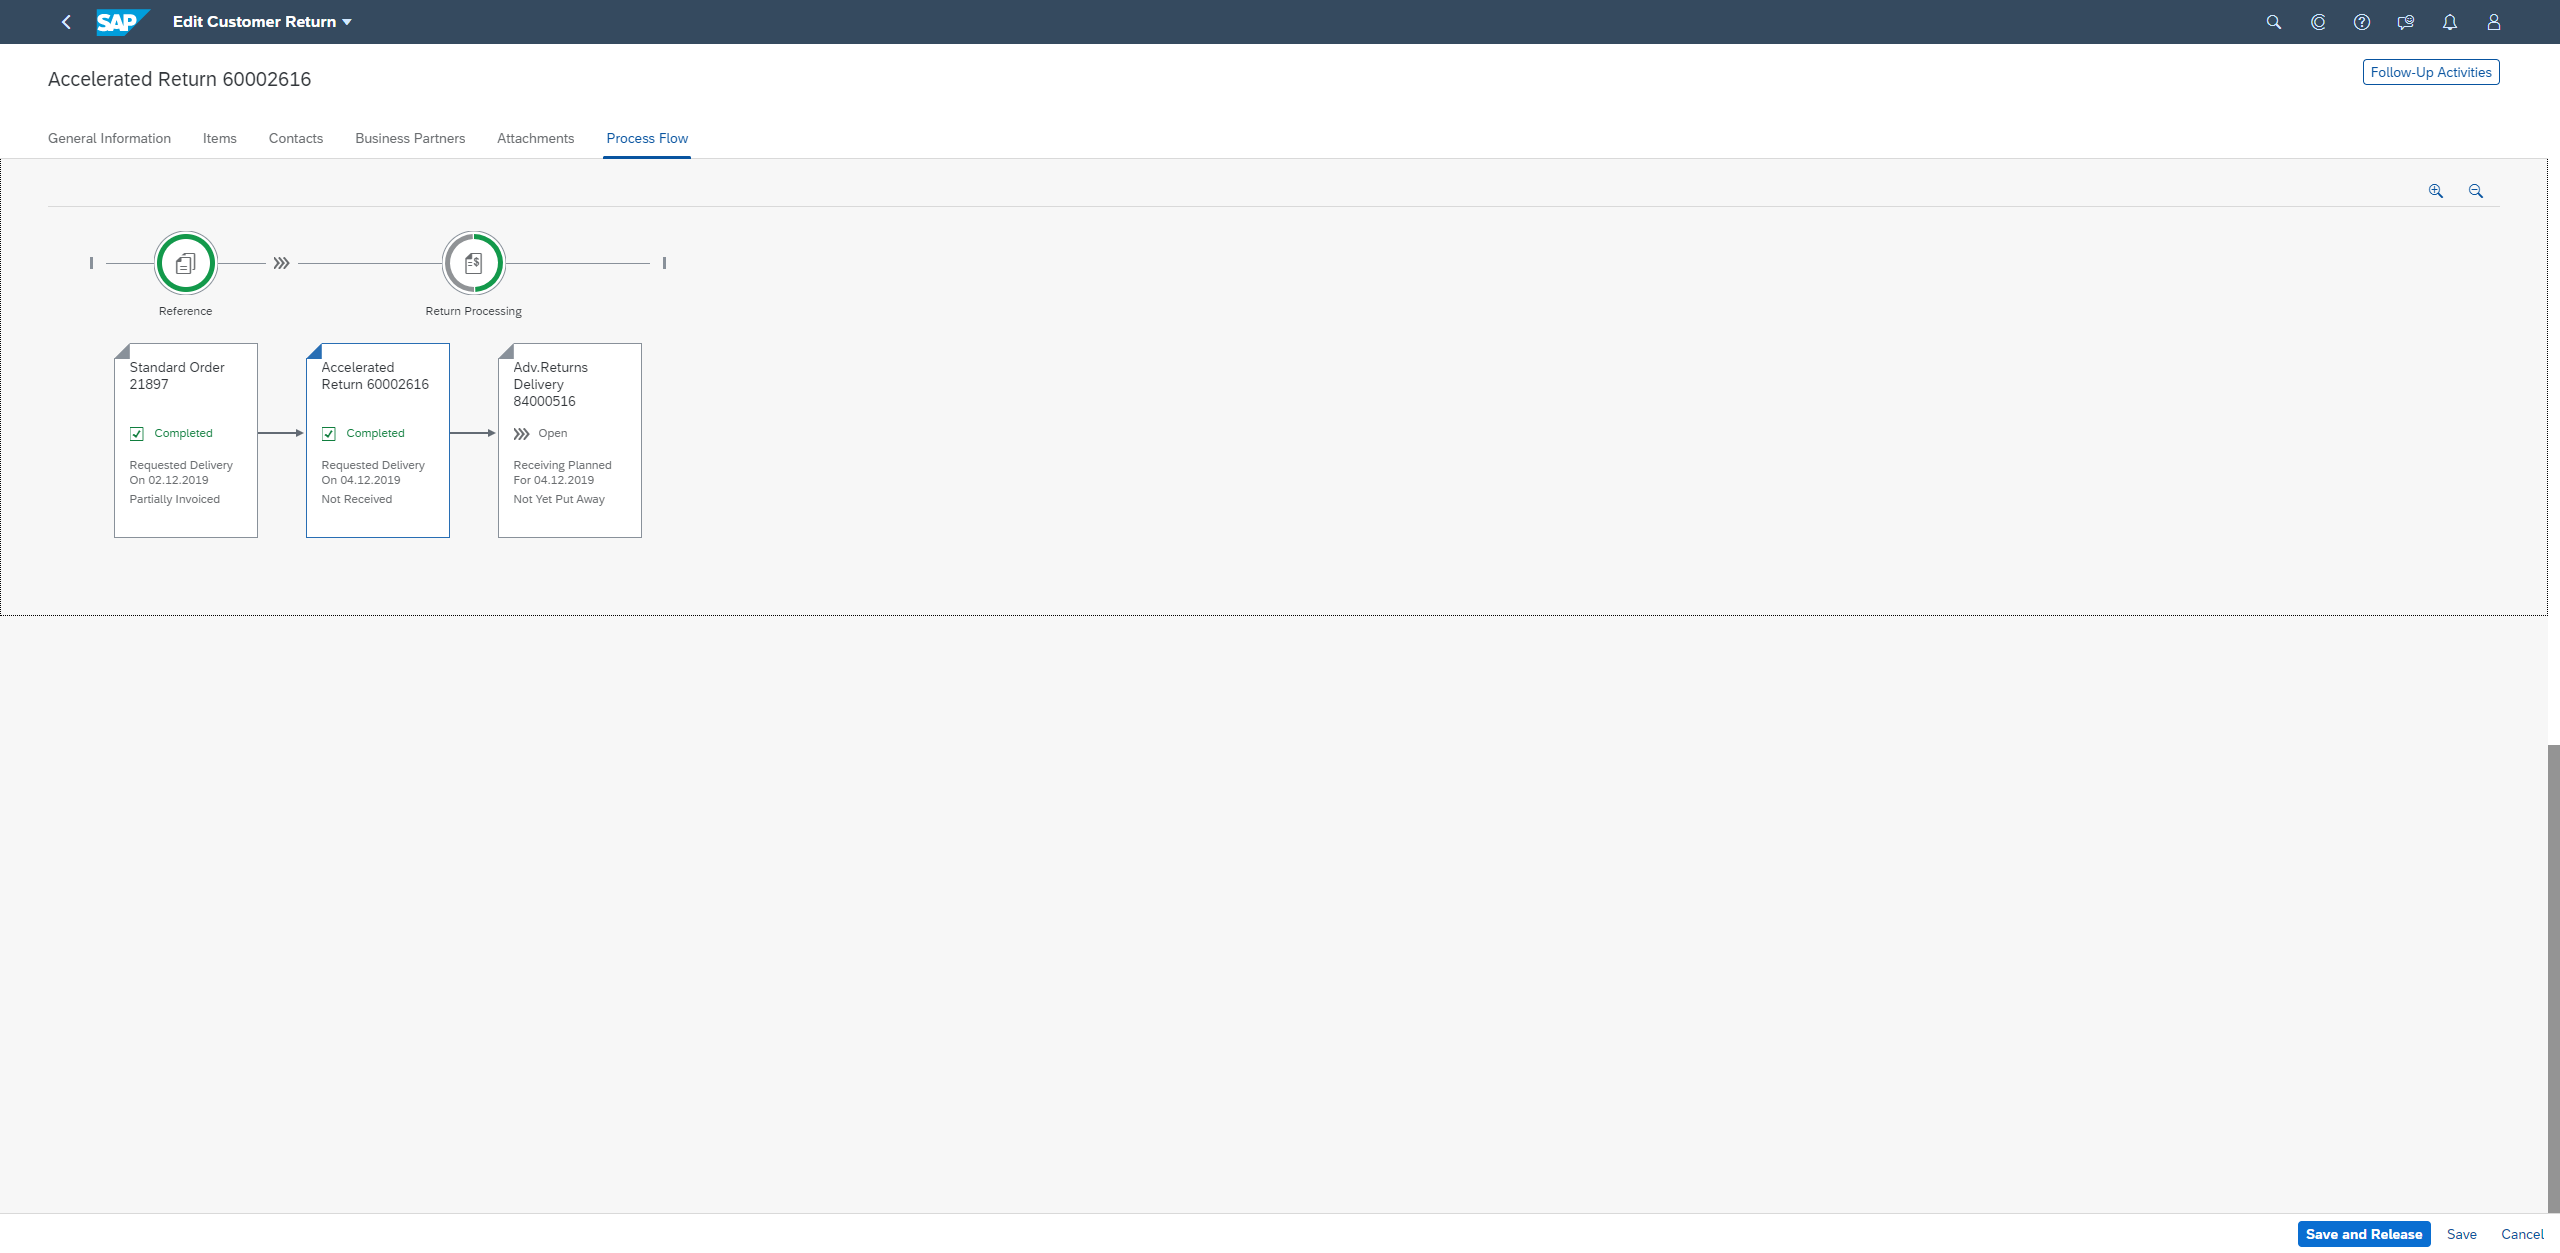 SAP Edit Customer Return
Accelerated Return 60002616
Follow-Up Activities
General Information Items Contacts Business Partners Attachments Process Flow
Reference
Return Processing
Standard Order
21897
Completed
Requested Delivery
On 02.12.2019
Partially Invoiced
Accelerated
Return 60002616
Completed
Requested Delivery
On 04.12.2019
Not Received
Adv.Returns
Delivery
84000516
Open
Receiving Planned
For 04.12.2019
Not Yet Put Away
Save and Release Save Cancel